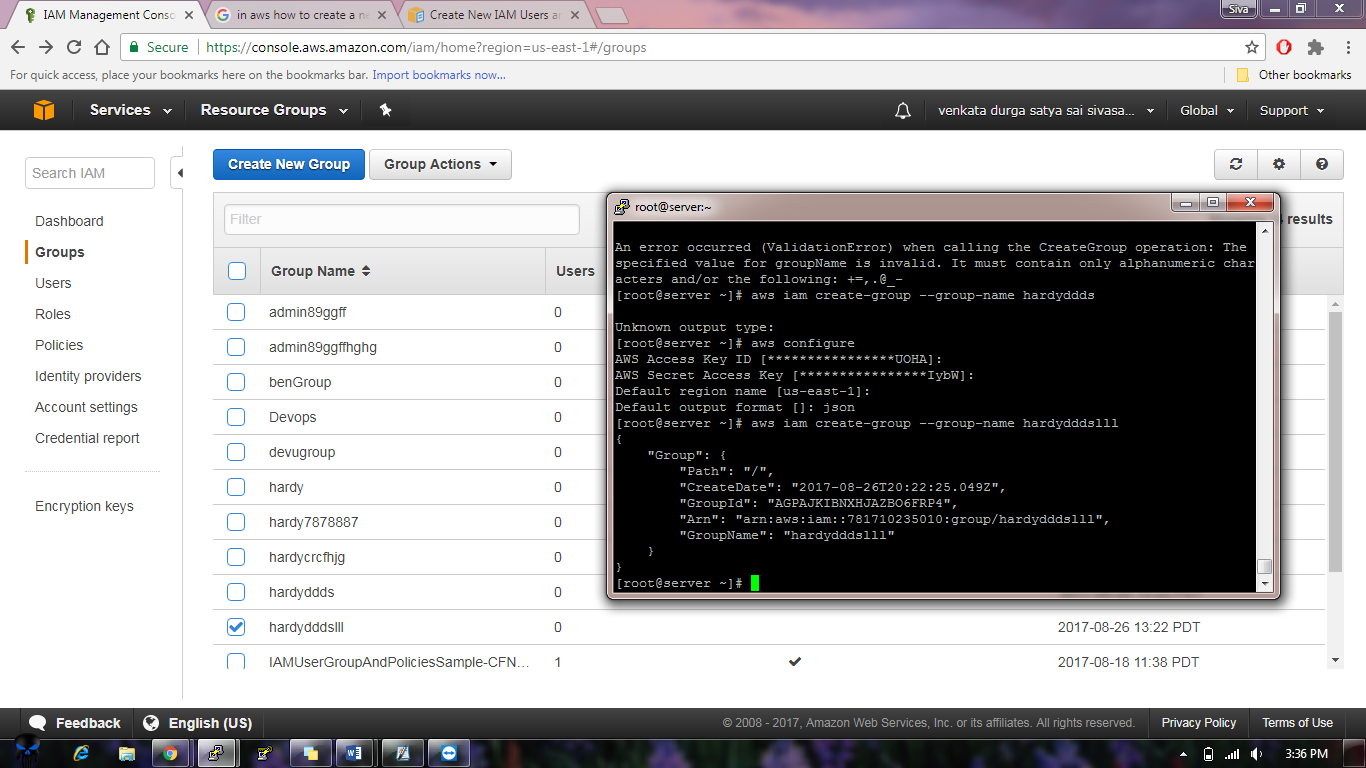 IAM Management Consc
in aws how to create a ne
Create New IAM Users a
Siva
Secure
https://console.aws.amazon.com/iam/home?region=us-east-1#/groups
For quick access, place your bookmarks here on the bookmarks bar. Import bookmarks now...
Other bookmarks
Services
Resource Groups
venkata durga satya sai sivasa...
Global
Support
Search IAM
Dashboard
Groups
Users
Roles
Policies
Identity providers
Account settings
Credential report
Encryption keys
Create New Group
Group Actions
Filter
results
Group Name
Users
admin89ggff 0
admin89ggffhghg 0
benGroup 0
Devops 0
devugroup 0
hardy 0
hardy7878887 0
hardycrcfhjg 0
hardyddds 0
hardydddslll 0 2017-08-26 13:22 PDT
IAMUserGroupAndPoliciesSample-CFN... 1 2017-08-18 11:38 PDT
root@server:~
An error occurred (ValidationError) when calling the CreateGroup operation: The
specified value for groupName is invalid. It must contain only alphanumeric char
acters and/or the following: +=,.@_-
[root@server ~]# aws iam create-group --group-name hardyddds
Unknown output type:
[root@server ~]# aws configure
AWS Access Key ID [****************UOHA]:
AWS Secret Access Key [****************IybW]:
Default region name [us-east-1]:
Default output format []: json
[root@server ~]# aws iam create-group --group-name hardydddslll
{
"Group": {
"Path": "/",
"CreateDate": "2017-08-26T20:22:25.049Z",
"GroupId": "AGPAJKIBNXHJAZBO6FRP4",
"Arn": "arn:aws:iam::781710235010:group/hardydddslll",
"GroupName": "hardydddslll"
}
}
[root@server ~]#
Feedback
English (US)
© 2008 - 2017, Amazon Web Services, Inc. or its affiliates. All rights reserved.
Privacy Policy
Terms of Use
3:36 PM